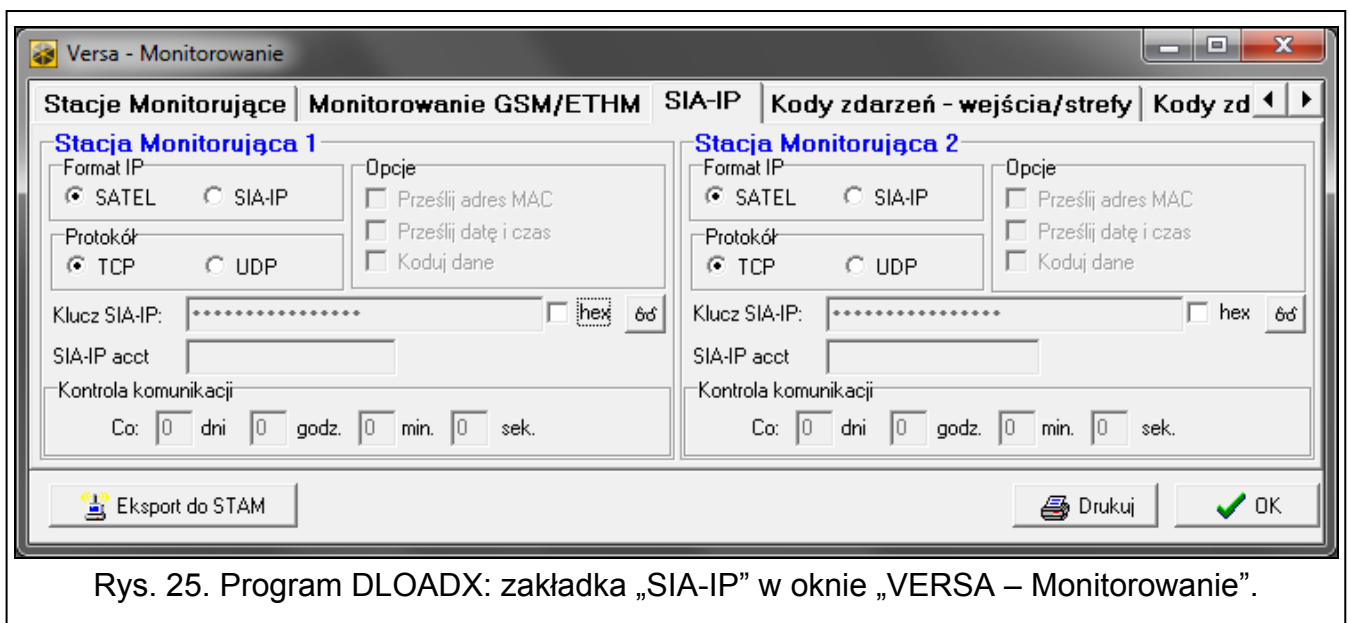 Versa - Monitorowanie
Stacje Monitorujące Monitorowanie GSM/ETHM SIA-IP Kody zdarzeń - wejścia/strefy Kody zd
Stacja Monitorująca 1
Format IP
SATEL SIA-IP
Protokół
TCP UDP
Opcje
Prześlij adres MAC
Prześlij datę i czas
Koduj dane
Klucz SIA-IP: **************** hex
SIA-IP acct
Kontrola komunikacji
Co: 0 dni 0 godz. 0 min. 0 sek.
Stacja Monitorująca 2
Format IP
SATEL SIA-IP
Protokół
TCP UDP
Opcje
Prześlij adres MAC
Prześlij datę i czas
Koduj dane
Klucz SIA-IP: **************** hex
SIA-IP acct
Kontrola komunikacji
Co: 0 dni 0 godz. 0 min. 0 sek.
Eksport do STAM Drukuj OK
Rys. 25. Program DLOADX: zakładka „SIA-IP” w oknie „VERSA – Monitorowanie”.